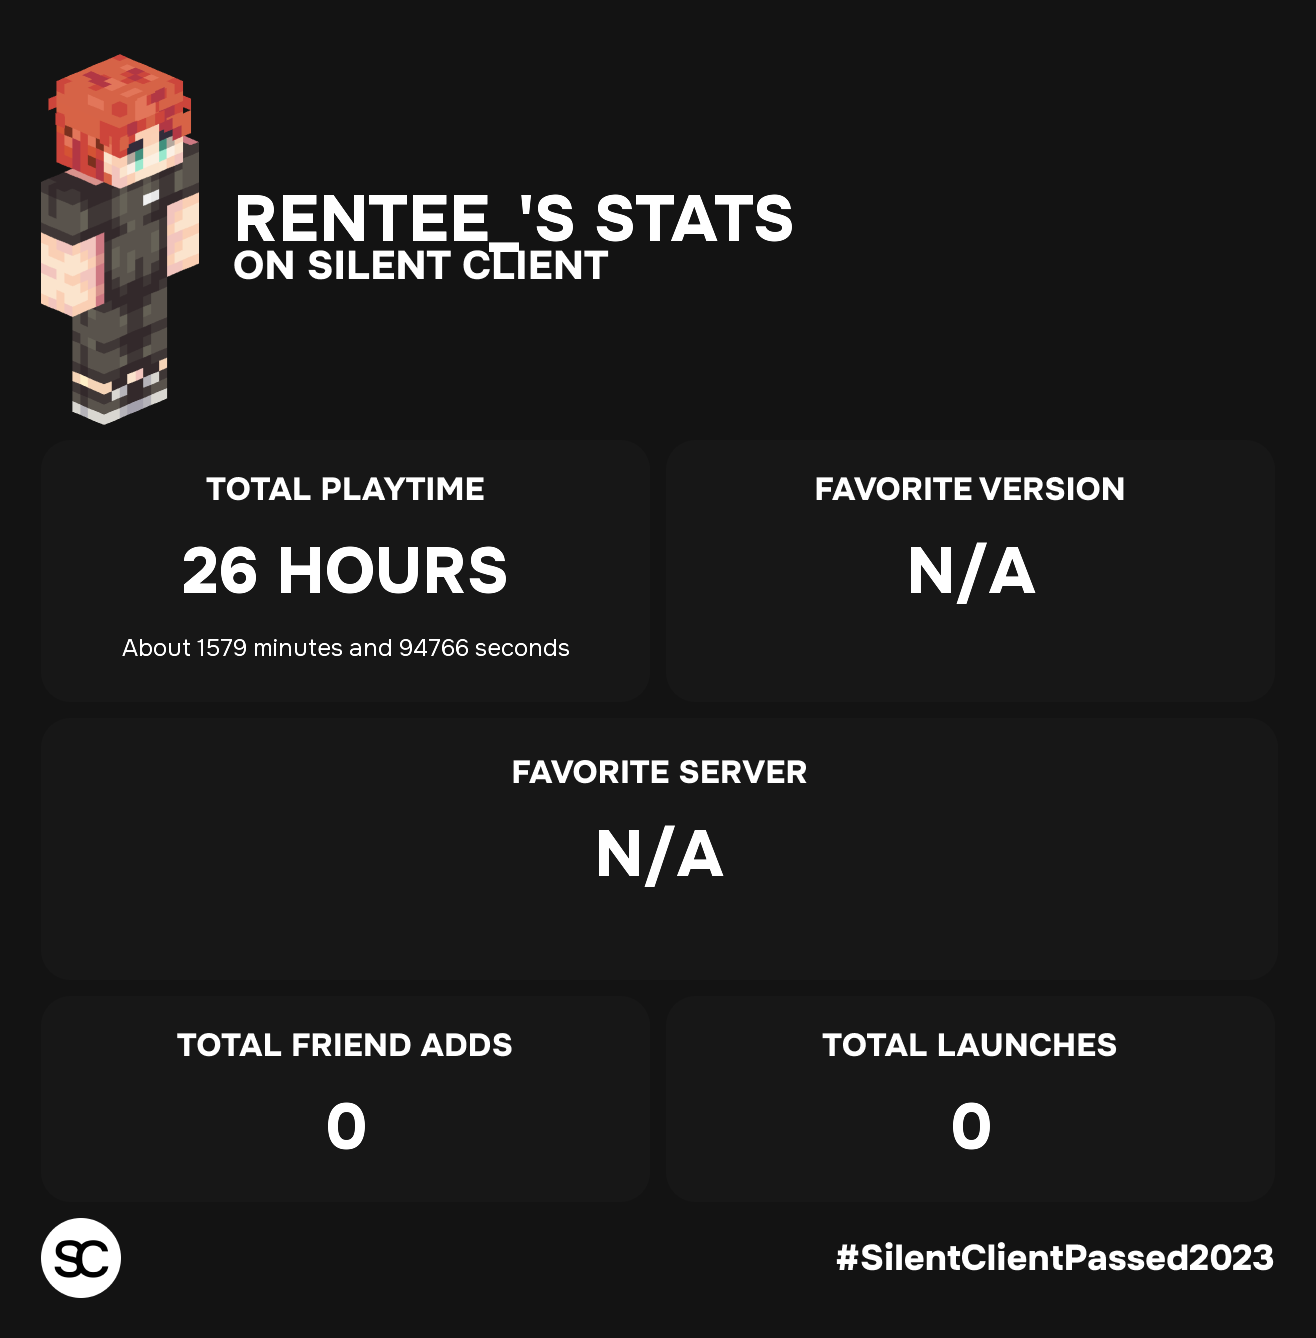 RENTEE_'S STATS
ON SILENT CLIENT
TOTAL PLAYTIME
26 HOURS
About 1579 minutes and 94766 seconds
FAVORITE VERSION
N/A
FAVORITE SERVER
N/A
TOTAL FRIEND ADDS
0
TOTAL LAUNCHES
0
SC
#SilentClientPassed2023